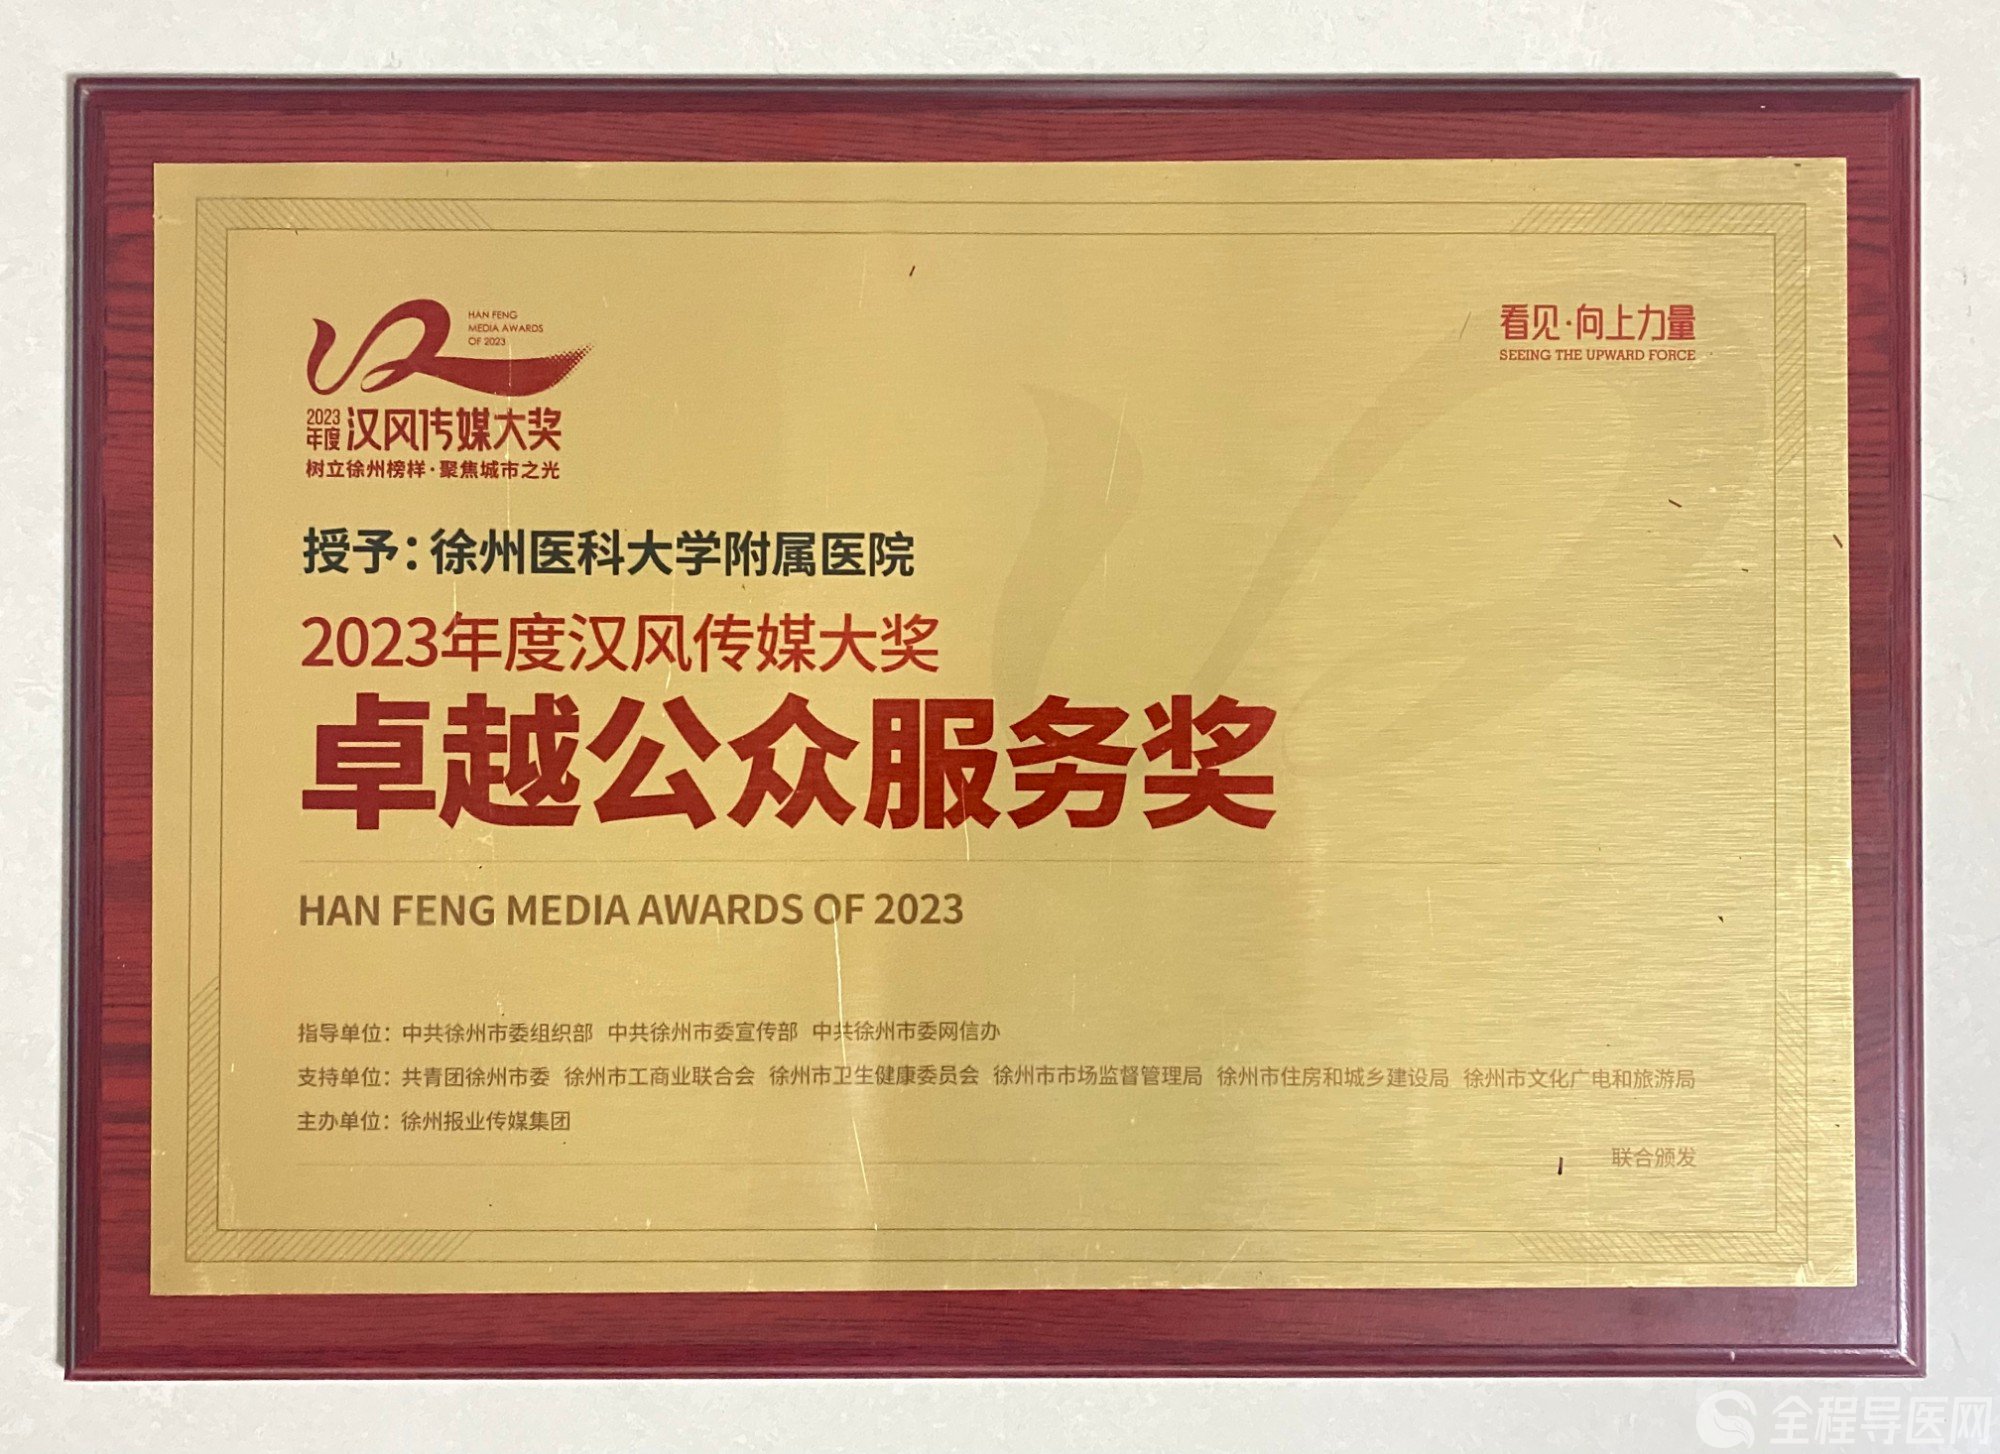 HAN FENG
MEDIA AWARDS
OF 2023
2023
年度 汉风传媒大奖
树立徐州榜样·聚焦城市之光
看见·向上力量
SEEING THE UPWARD FORCE
授予：徐州医科大学附属医院
2023年度汉风传媒大奖
卓越公众服务奖
HAN FENG MEDIA AWARDS OF 2023
指导单位：中共徐州市委组织部 中共徐州市委宣传部 中共徐州市委网信办
支持单位：共青团徐州市委 徐州市工商业联合会 徐州市卫生健康委员会 徐州市市场监督管理局 徐州市住房和城乡建设局 徐州市文化广电和旅游局
主办单位：徐州报业传媒集团
联合颁发
全程导医网